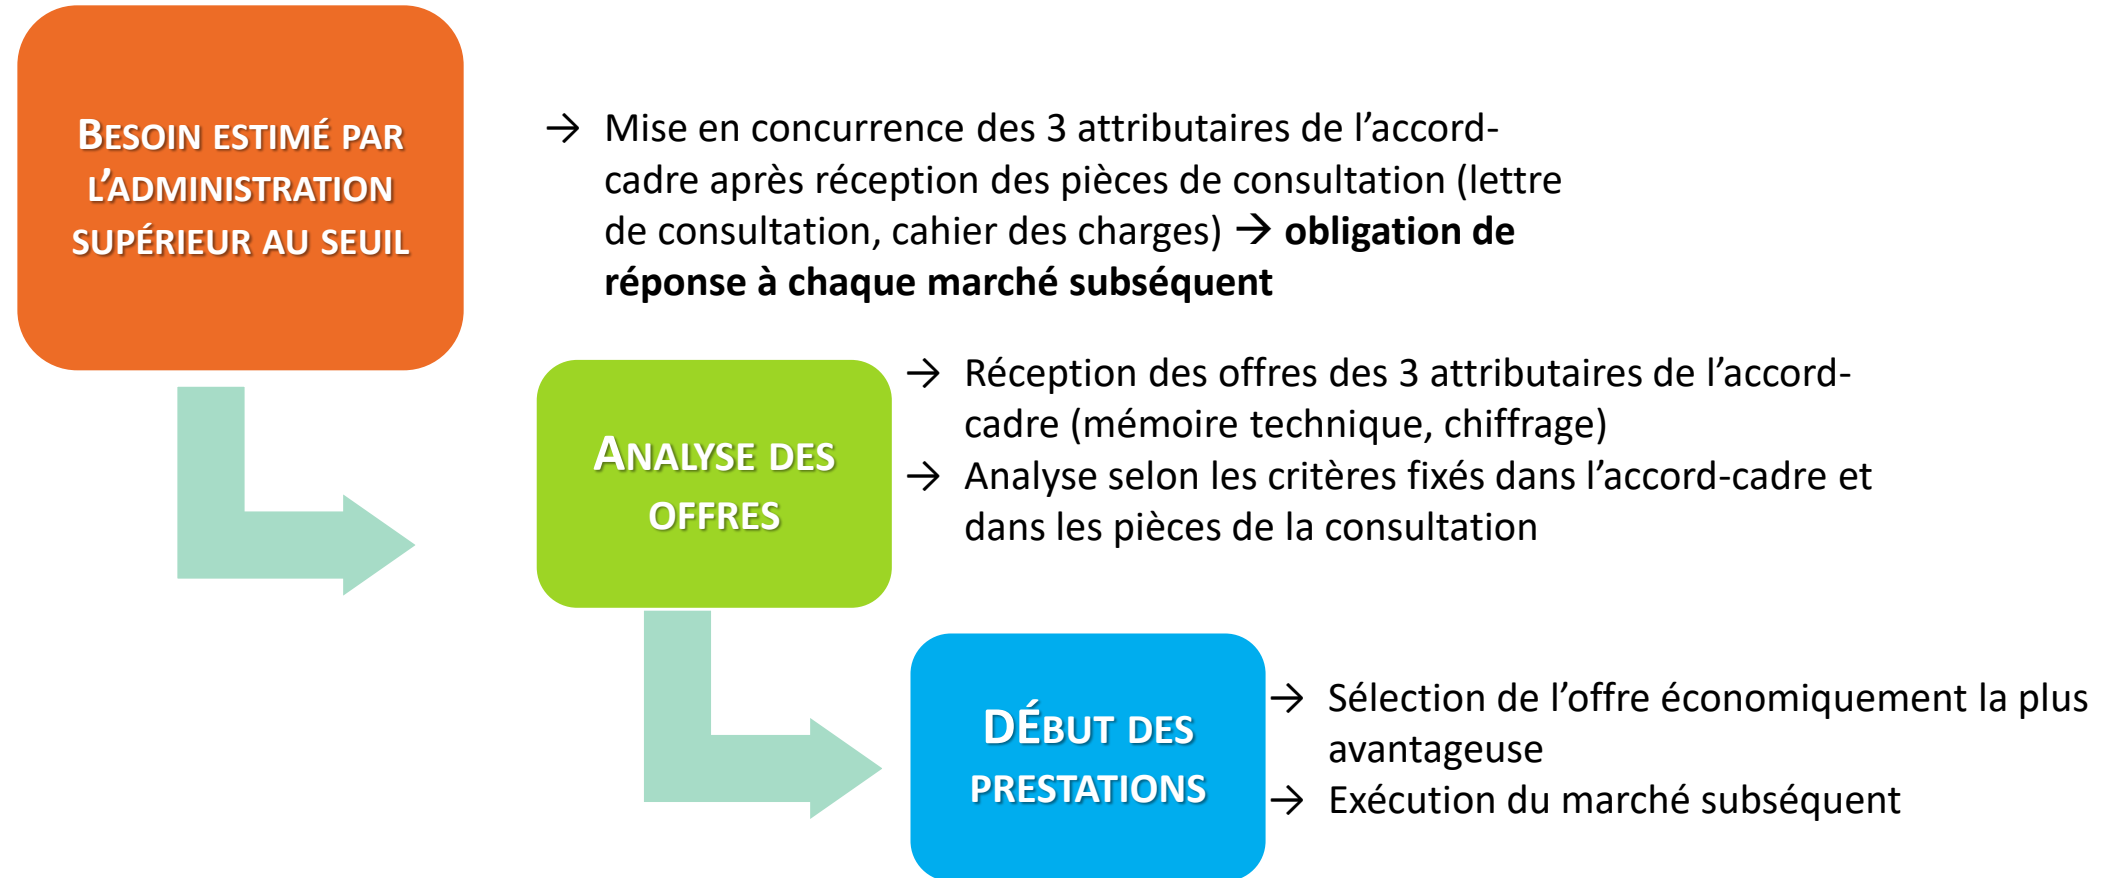 BESOIN ESTIMÉ PAR
L'ADMINISTRATION
SUPÉRIEUR AU SEUIL
→ Mise en concurrence des 3 attributaires de l'accord-
cadre après réception des pièces de consultation (lettre
de consultation, cahier des charges) → obligation de
réponse à chaque marché subséquent
ANALYSE DES
OFFRES
→ Réception des offres des 3 attributaires de l'accord-
cadre (mémoire technique, chiffrage)
→ Analyse selon les critères fixés dans l'accord-cadre et
dans les pièces de la consultation
DÉBUT DES
PRESTATIONS
→ Sélection de l'offre économiquement la plus
avantageuse
→ Exécution du marché subséquent